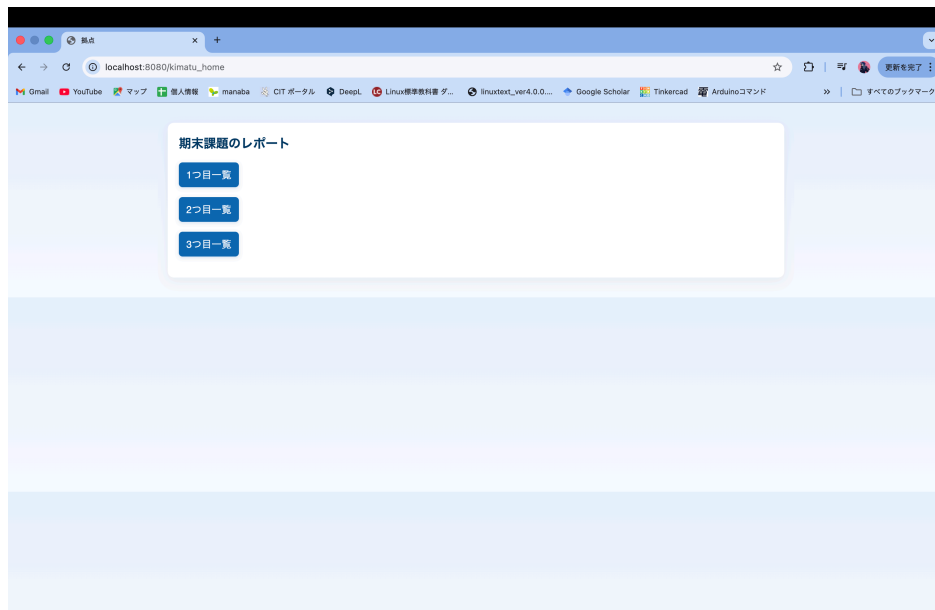 拠点
localhost:8080/kimatu_home
更新を完了
Gmail YouTube マップ 個人情報 manaba CIT ポータル DeepL Linux標準教科書 ダ... linuxtext_ver4.0.0.... Google Scholar Tinkercad Arduinoコマンド すべてのブックマーク
期末課題のレポート
1つ目一覧
2つ目一覧
3つ目一覧